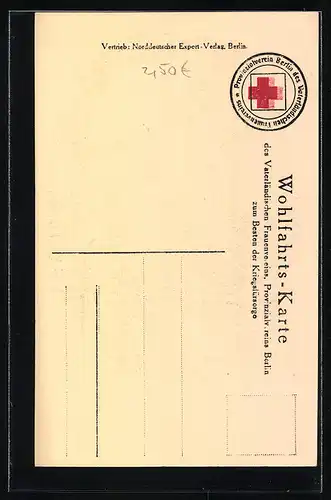 Vertrieb: Norddeutscher Export-Verlag, Berlin.
2,50€
Provinzialverein Berlin des Vaterländischen Frauenvereins
Wohlfahrts-Karte
des Vaterländischen Frauenvereins, Provinzialvereins Berlin
zum Besten der Kriegsfürsorge